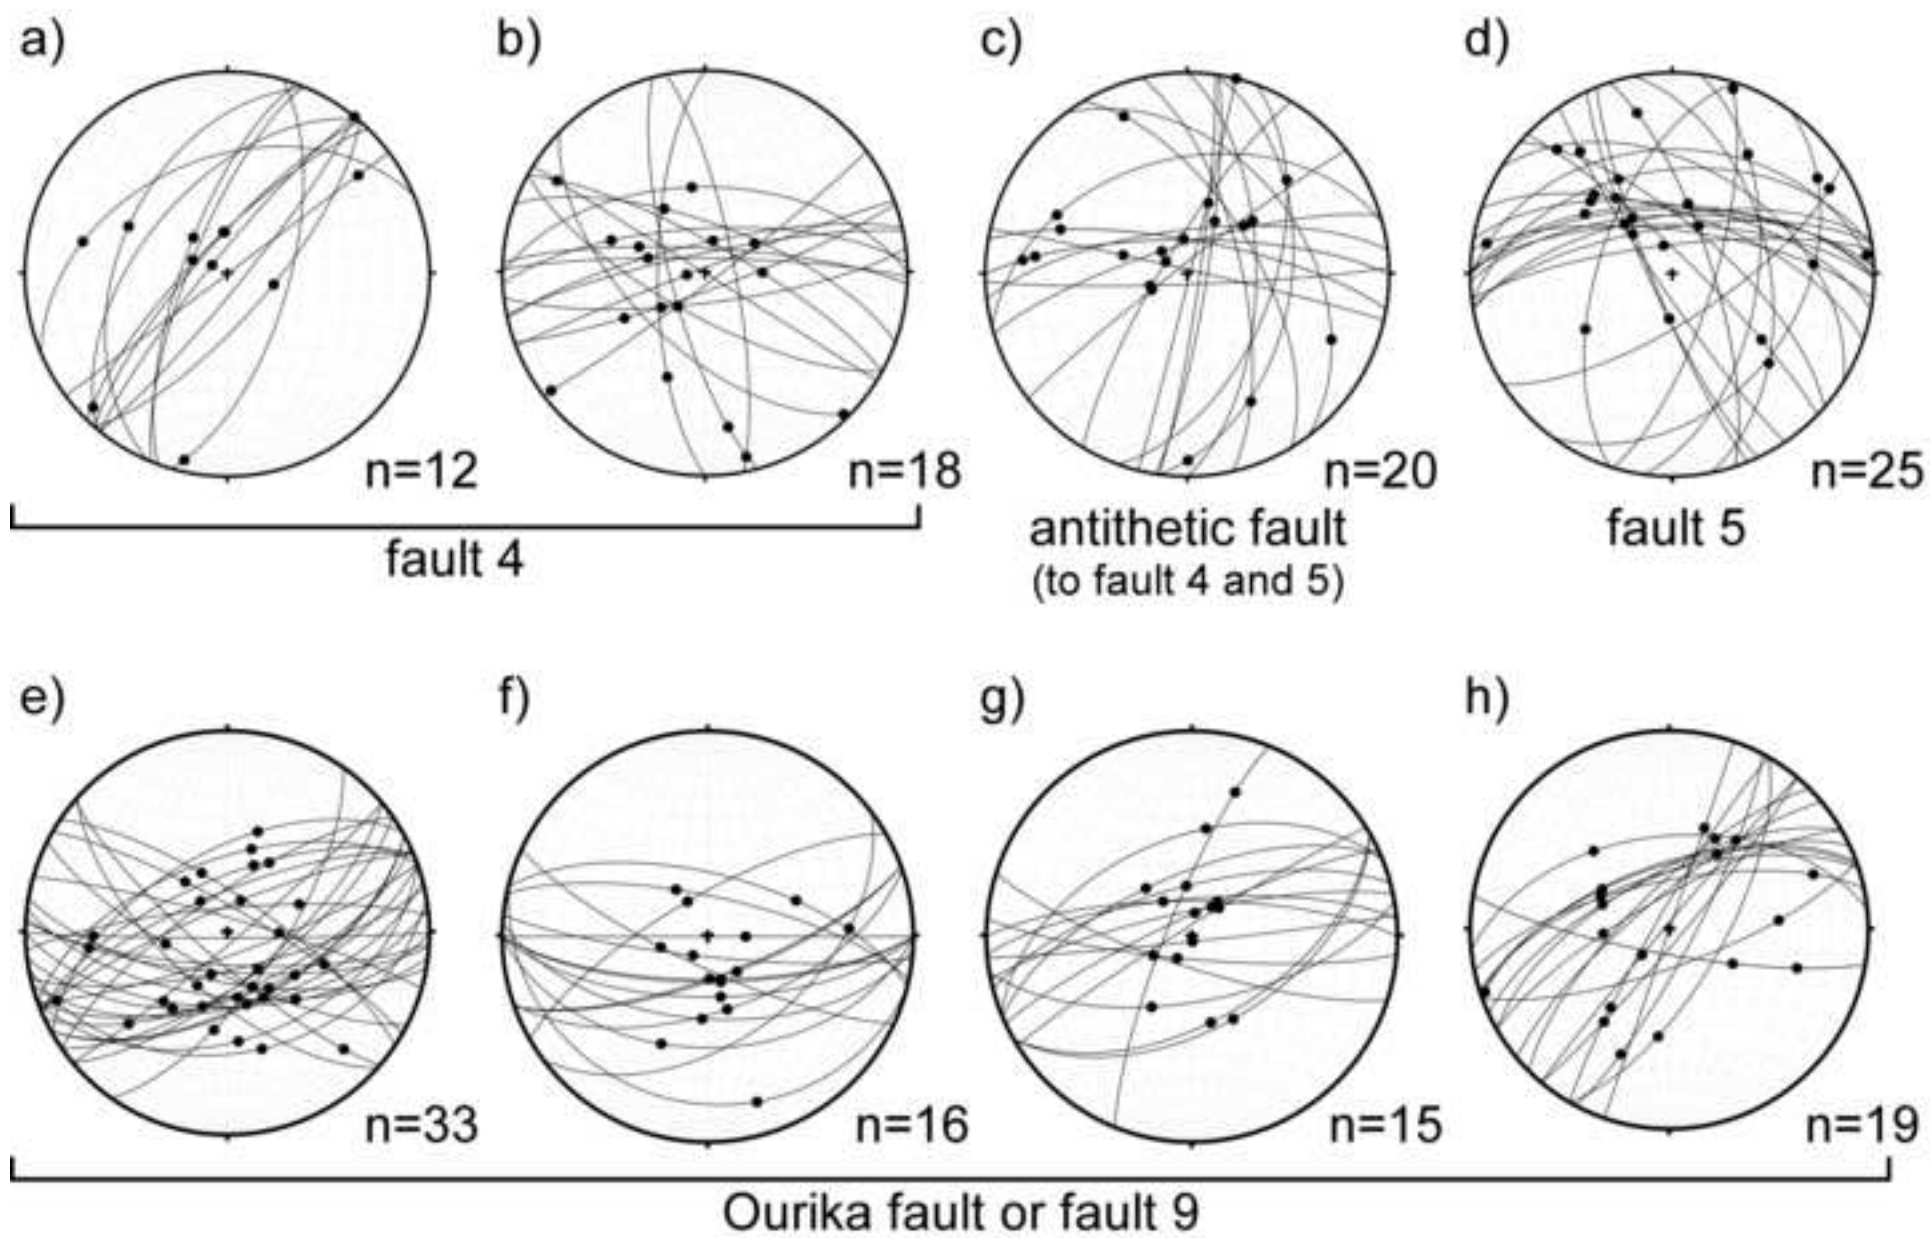 a) b) c) d)
n=12 n=18 n=20 n=25
fault 4
antithetic fault
(to fault 4 and 5)
fault 5
e) f) g) h)
n=33 n=16 n=15 n=19
Ourika fault or fault 9